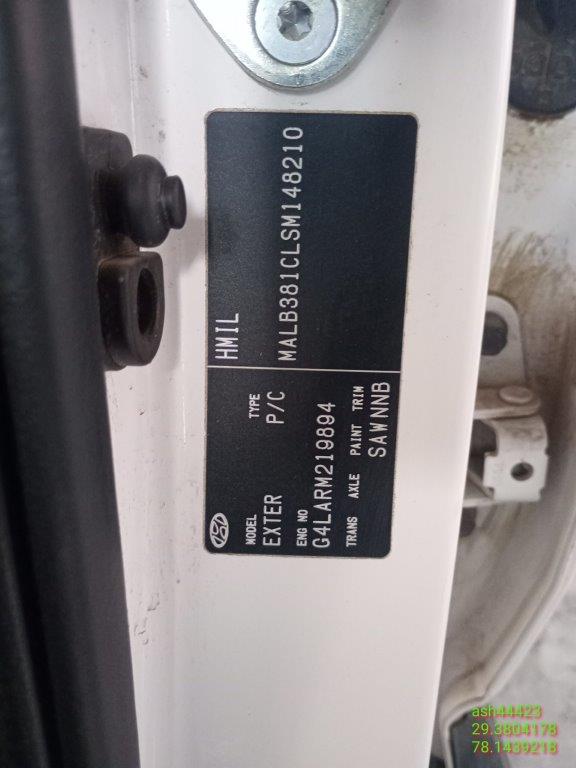 HMIL
MALB381CLSM148210
MODEL TYPE
EXTER P/C
ENG NO
G4LARM219894
TRANS AXLE PAINT TRIM
SAWNNB
ash44423
29.3804178
78.1439218